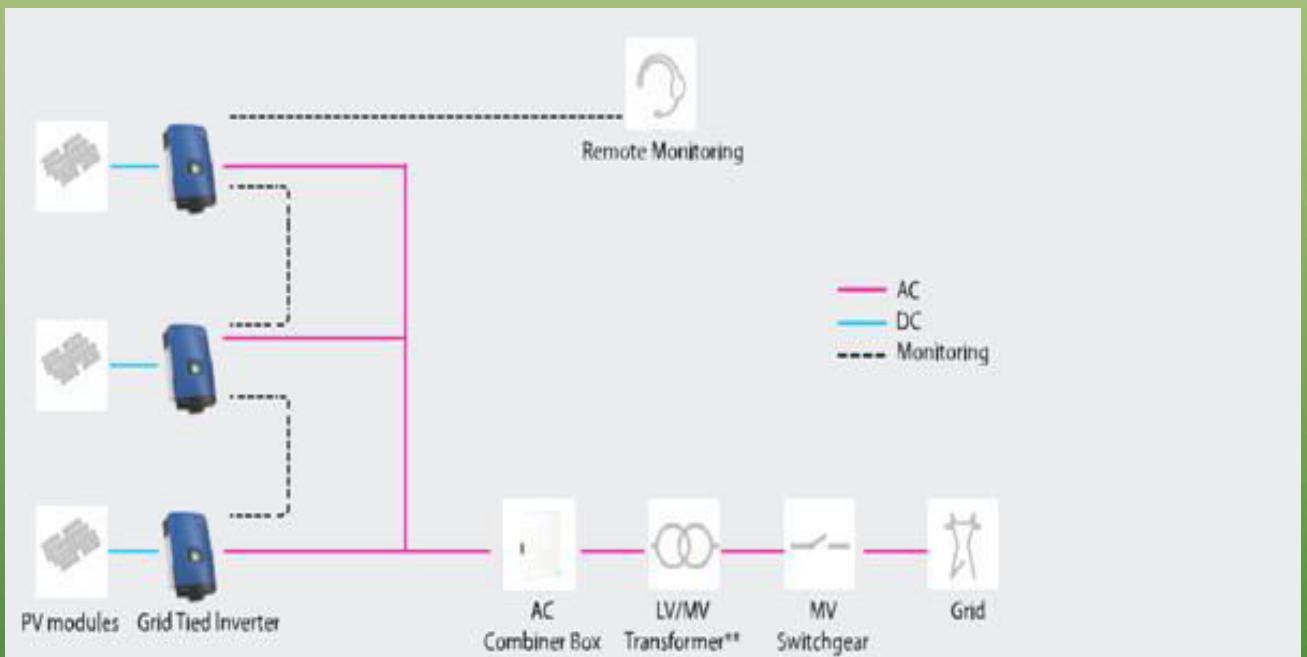 Remote Monitoring
AC
DC
Monitoring
PV modules
Grid Tied Inverter
AC
Combiner Box
LV/MV
Transformer**
MV
Switchgear
Grid